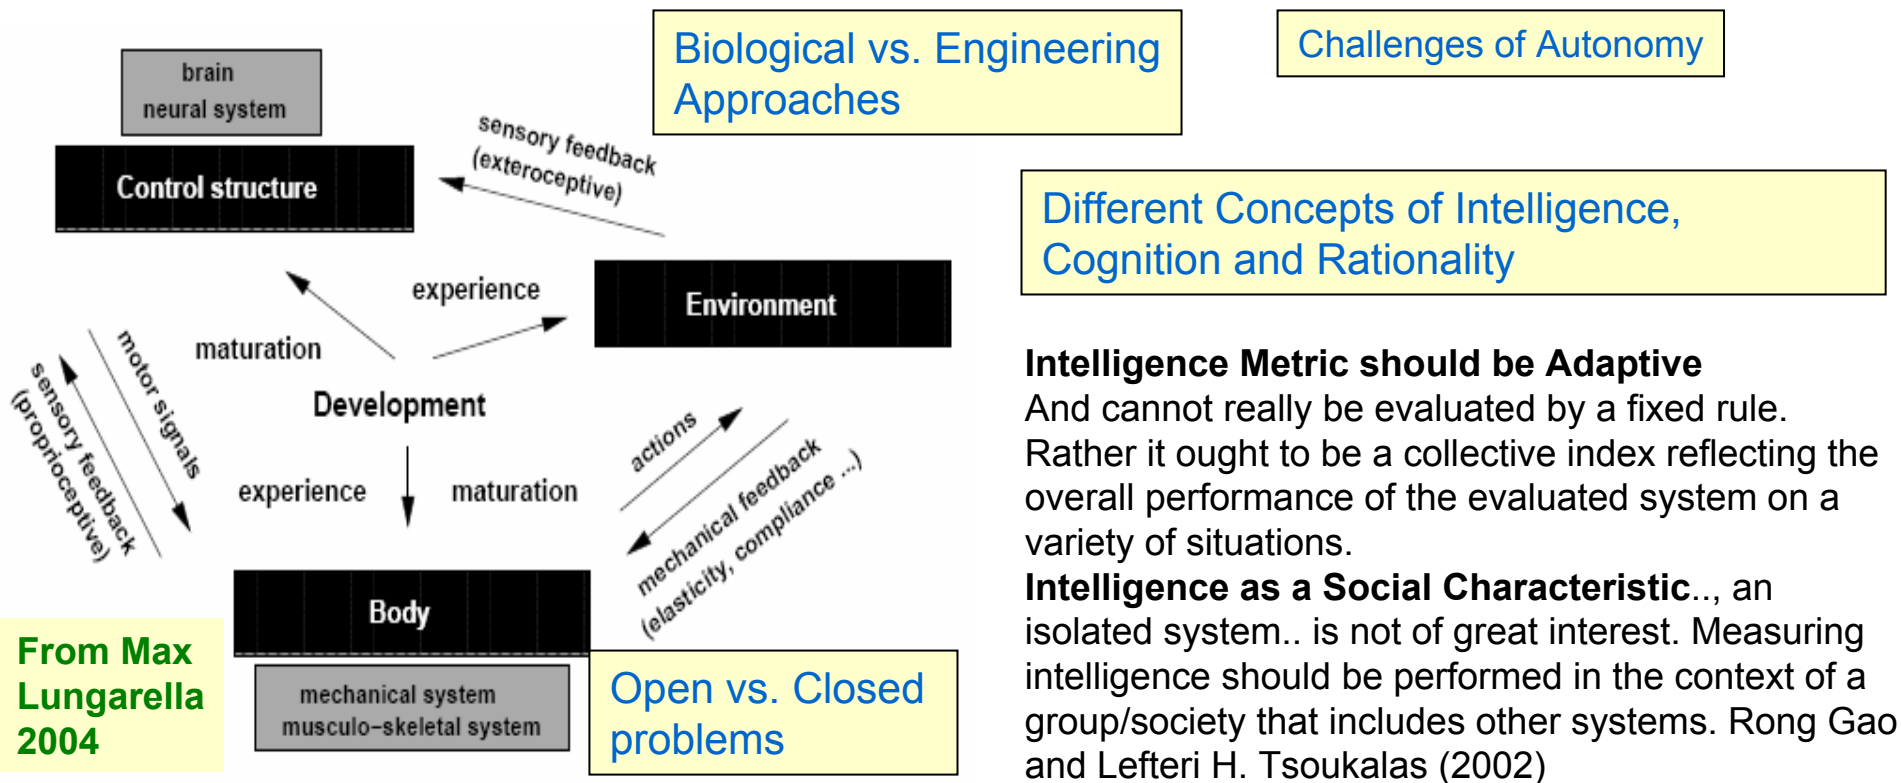 brain
neural system
Control structure
sensory feedback
(exteroceptive)
Environment
experience
maturation
Development
motor signals
sensory feedback
(proprioceptive)
experience
maturation
actions
mechanical feedback
(elasticity, compliance ...)
Body
mechanical system
musculo-skeletal system
From Max
Lungarella
2004
Biological vs. Engineering
Approaches
Open vs. Closed
problems
Challenges of Autonomy
Different Concepts of Intelligence,
Cognition and Rationality
Intelligence Metric should be Adaptive
And cannot really be evaluated by a fixed rule.
Rather it ought to be a collective index reflecting the
overall performance of the evaluated system on a
variety of situations.
Intelligence as a Social Characteristic.., an
isolated system.. is not of great interest. Measuring
intelligence should be performed in the context of a
group/society that includes other systems. Rong Gao
and Lefteri H. Tsoukalas (2002)